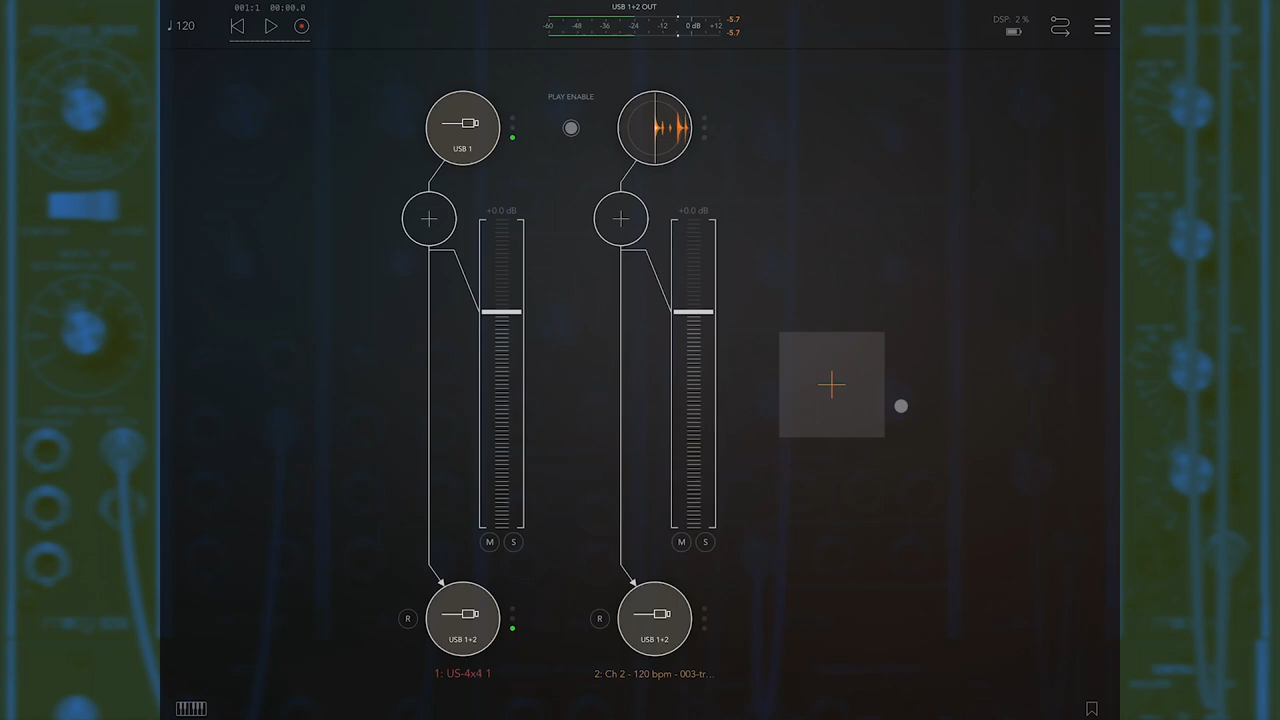 001:1 00:00.0
♩ 120
USB 1+2 OUT
-60 -48 -36 -24 -12 0 dB +12
-5.7
-5.7
DSP: 2 %
USB 1
PLAY ENABLE
+0.0 dB
+0.0 dB
M S
M S
R
USB 1+2
R
USB 1+2
1: US-4x4 1
2: Ch 2 - 120 bpm - 003-tr...